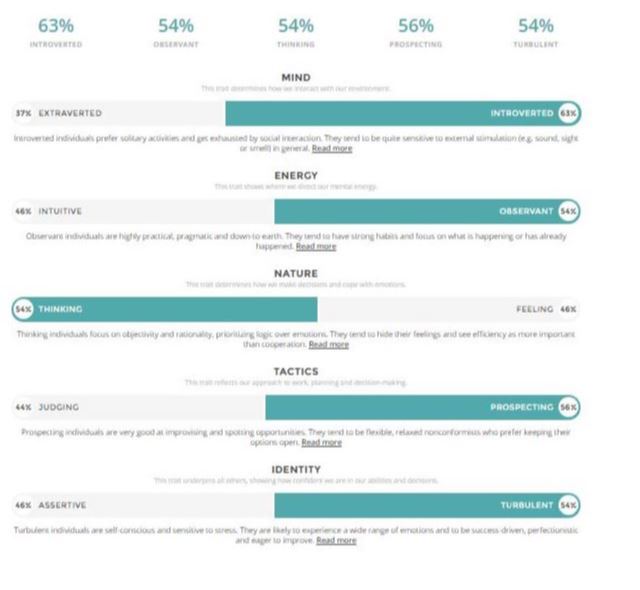 63% 54% 54% 56% 54%
INTROVERTED OBSERVANT THINKING PROSPECTING TURBULENT
MIND
This trait determines how we interact with our environment.
37% EXTRAVERTED INTROVERTED 63%
Introverted individuals prefer solitary activities and get exhausted by social interaction. They tend to be quite sensitive to external stimulation (e.g. sound, sight
or smell) in general. Read more
ENERGY
This trait shows where we direct our mental energy.
46% INTUITIVE OBSERVANT 54%
Observant individuals are highly practical, pragmatic and down-to-earth. They tend to have strong habits and focus on what is happening or has already
happened. Read more
NATURE
This trait determines how we make decisions and cope with emotions.
54% THINKING FEELING 46%
Thinking individuals focus on objectivity and rationality, prioritizing logic over emotions. They tend to hide their feelings and see efficiency as more important
than cooperation. Read more
TACTICS
This trait reflects our approach to work, planning and decision-making.
44% JUDGING PROSPECTING 56%
Prospecting individuals are very good at improvising and spotting opportunities. They tend to be flexible, relaxed nonconformists who prefer keeping their
options open. Read more
IDENTITY
This trait underpins all others, showing how confident we are in our abilities and decisions.
46% ASSERTIVE TURBULENT 54%
Turbulent individuals are self-conscious and sensitive to stress. They are likely to experience a wide range of emotions and to be success-driven, perfectionistic
and eager to improve. Read more